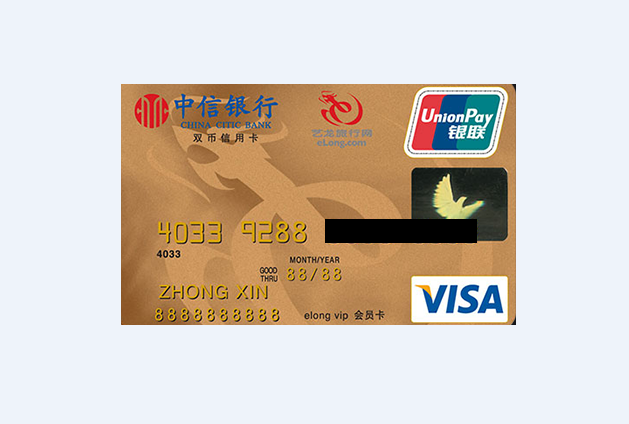 CITIC 中信银行
CHINA CITIC BANK
双币信用卡
艺龙旅行网
eLong.com
UnionPay
银联
4033 9288
4033
MONTH/YEAR
GOOD THRU 88/88
ZHONG XIN
8888888888
elong vip 会员卡
VISA